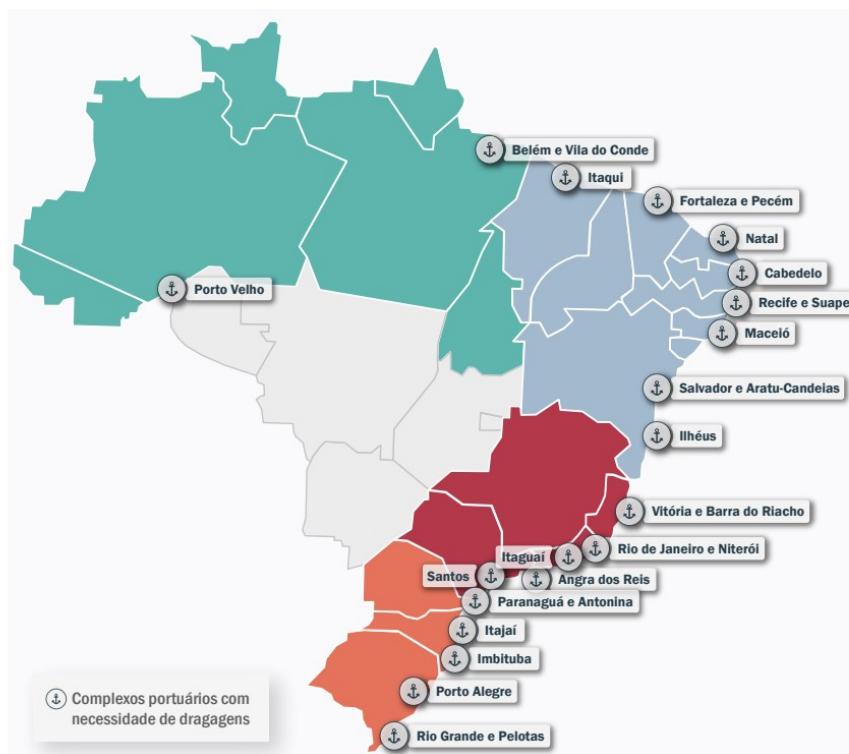 Belém e Vila do Conde
Itaqui
Fortaleza e Pecém
Natal
Cabedelo
Porto Velho
Recife e Suape
Maceió
Salvador e Aratu-Candeias
Ilhéus
Vitória e Barra do Riacho
Rio de Janeiro e Niterói
Itaguaí
Santos
Angra dos Reis
Paranaguá e Antonina
Itajaí
Imbituba
Porto Alegre
Rio Grande e Pelotas
Complexos portuários com
necessidade de dragagens